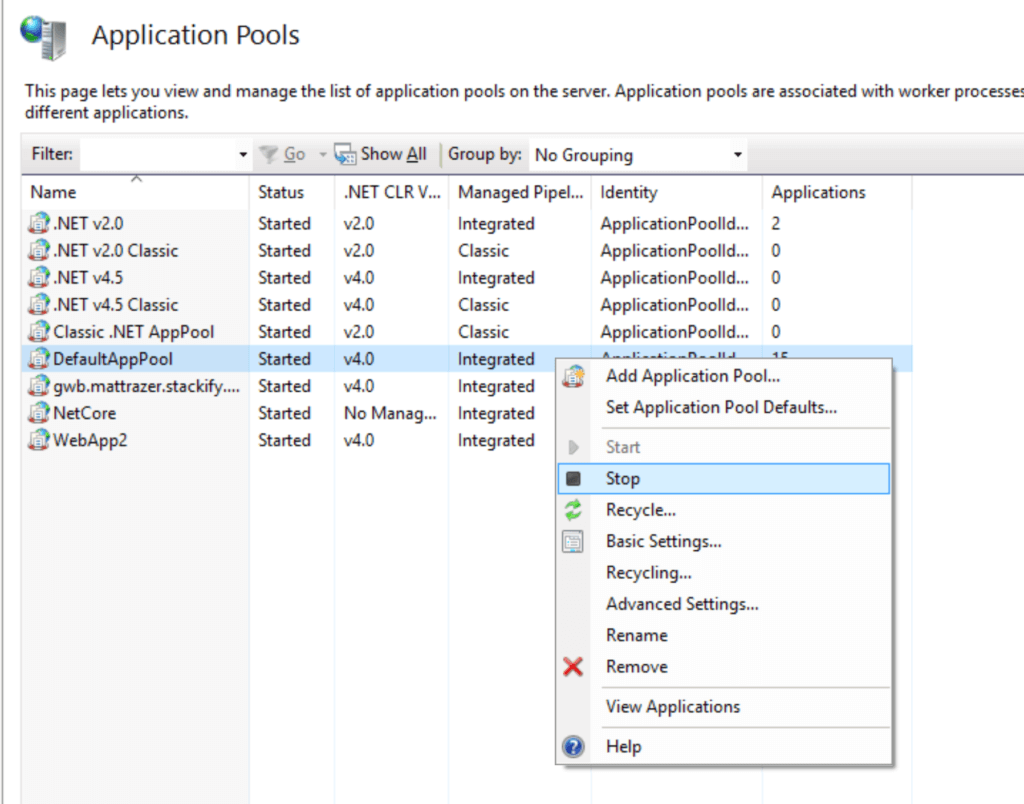 Application Pools
This page lets you view and manage the list of application pools on the server. Application pools are associated with worker processes
different applications.
Filter: Go Show All Group by: No Grouping
Name Status .NET CLR V... Managed Pipel... Identity Applications
.NET v2.0 Started v2.0 Integrated ApplicationPoolId... 2
.NET v2.0 Classic Started v2.0 Classic ApplicationPoolId... 0
.NET v4.5 Started v4.0 Integrated ApplicationPoolId... 0
.NET v4.5 Classic Started v4.0 Classic ApplicationPoolId... 0
Classic .NET AppPool Started v2.0 Classic ApplicationPoolId... 0
DefaultAppPool Started v4.0 Integrated
gwb.mattrazer.stackify.... Started v4.0 Integrated
NetCore Started No Manag... Integrated
WebApp2 Started v4.0 Integrated
Add Application Pool...
Set Application Pool Defaults...
Start
Stop
Recycle...
Basic Settings...
Recycling...
Advanced Settings...
Rename
Remove
View Applications
Help